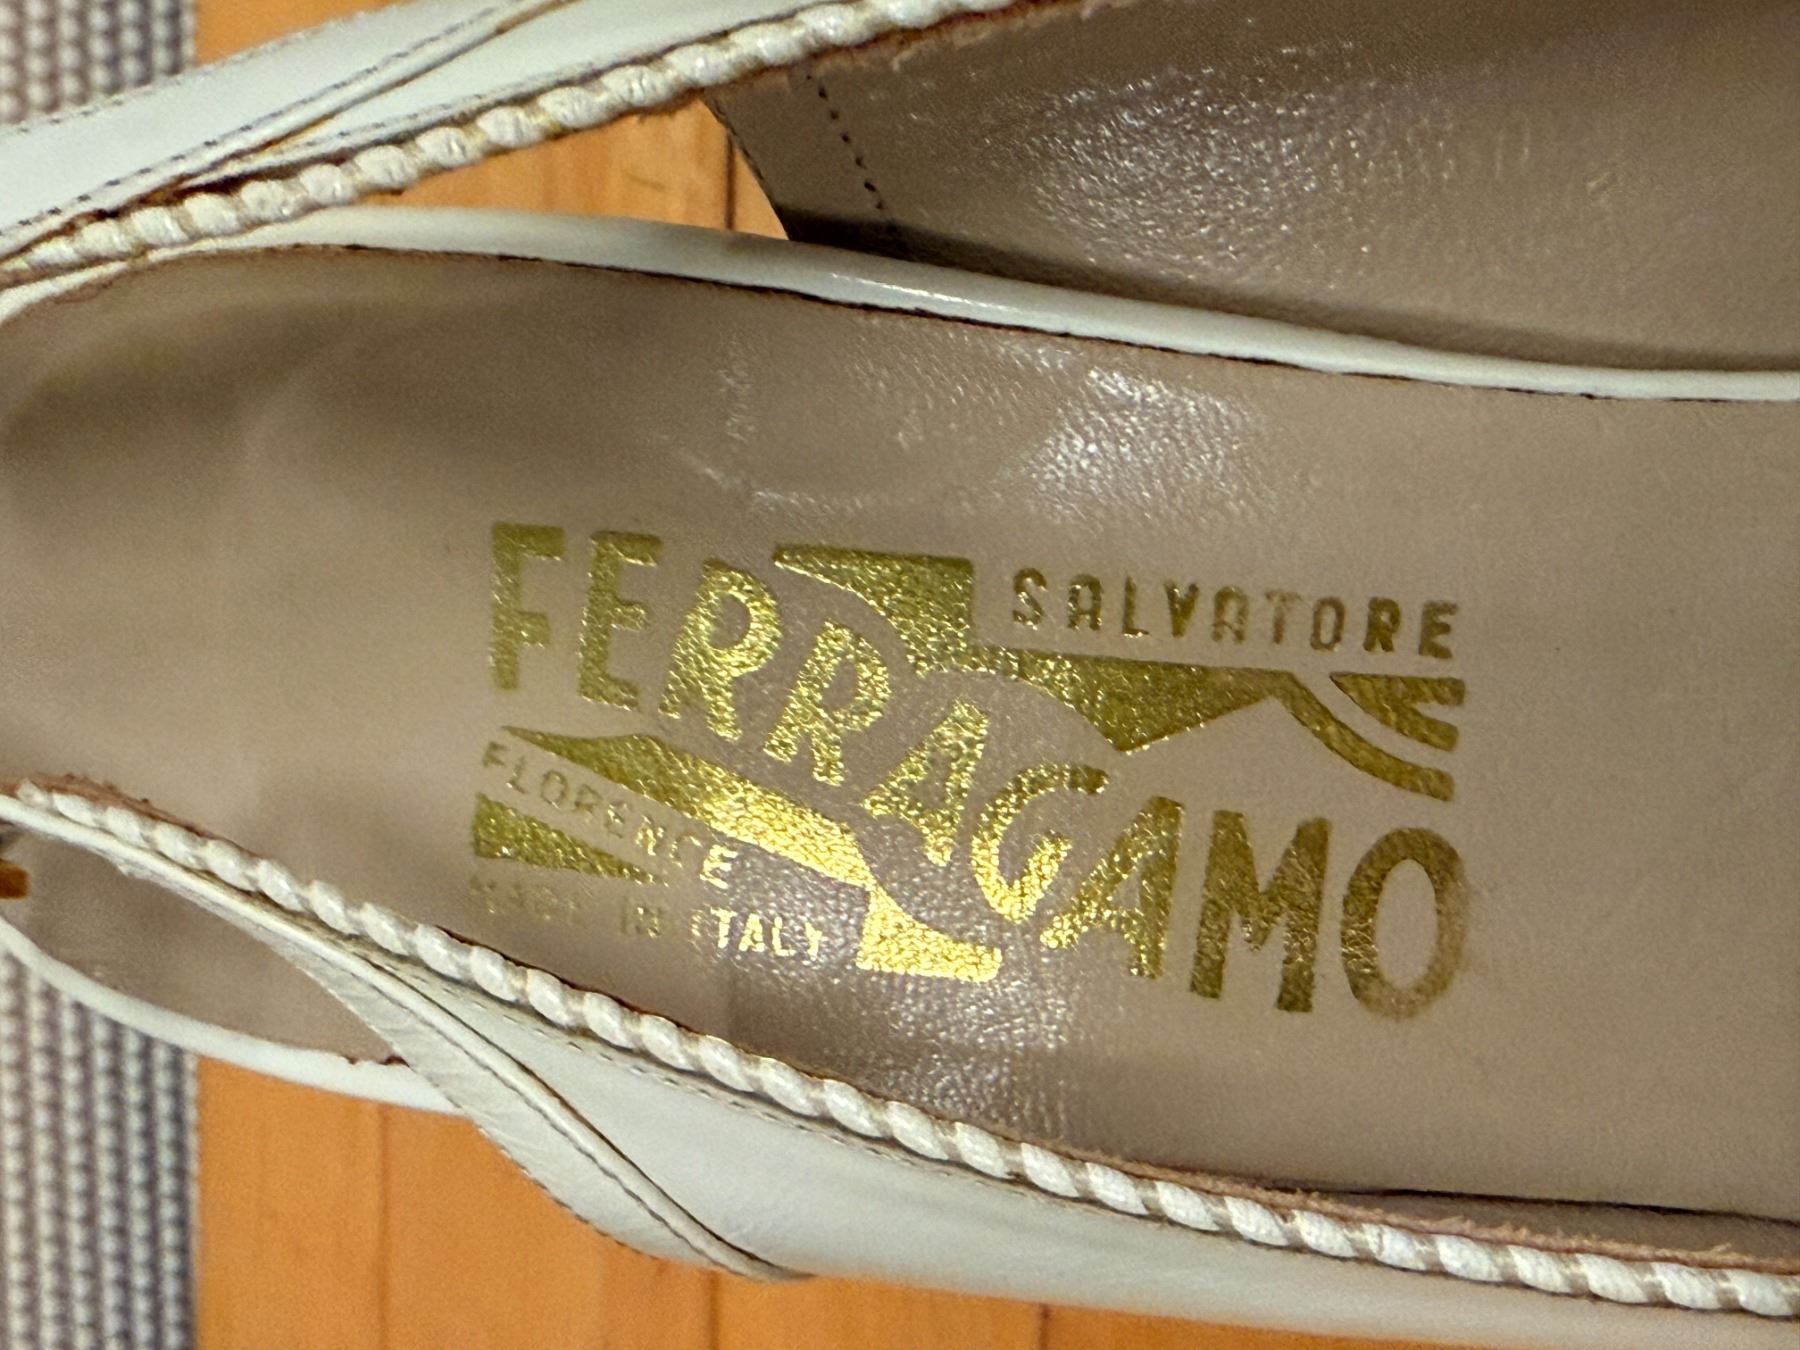 SALVATORE
FERRAGAMO
FLORENCE
MADE IN ITALY